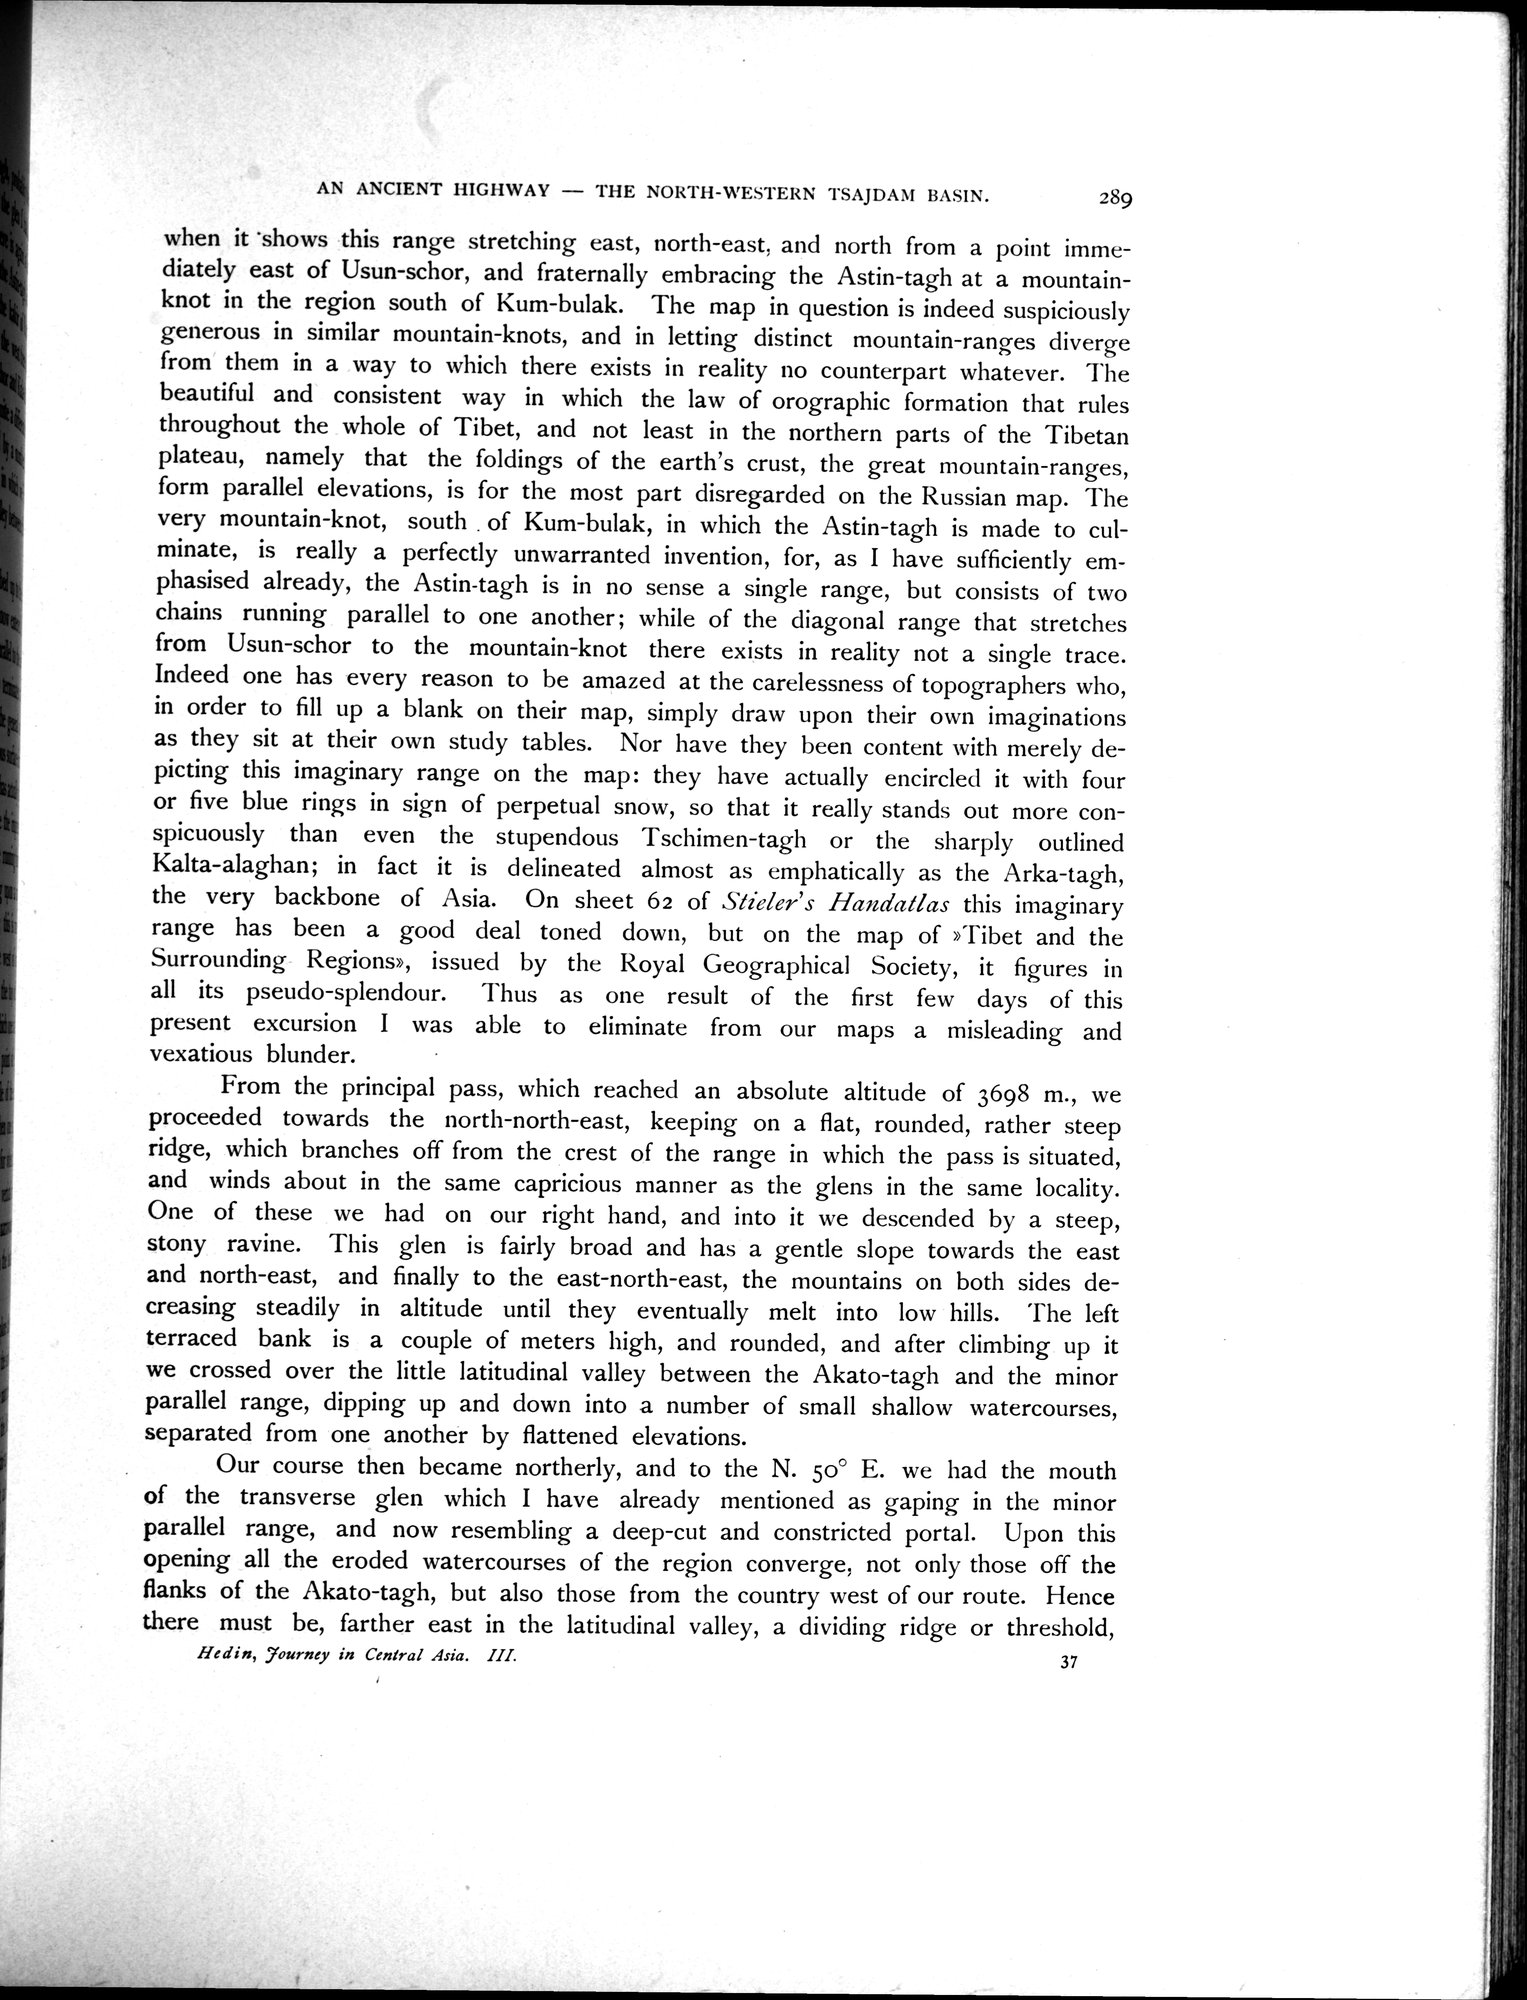 AN ANCIENT HIGHWAY — THE NORTH-WESTERN TSAJDAM BASIN. 289
when it shows this range stretching east, north-east, and north from a point imme-
diately east of Usun-schor, and fraternally embracing the Astin-tagh at a mountain-
knot in the region south of Kum-bulak. The map in question is indeed suspiciously
generous in similar mountain-knots, and in letting distinct mountain-ranges diverge
from them in a way to which there exists in reality no counterpart whatever. The
beautiful and consistent way in which the law of orographic formation that rules
throughout the whole of Tibet, and not least in the northern parts of the Tibetan
plateau, namely that the foldings of the earth's crust, the great mountain-ranges,
form parallel elevations, is for the most part disregarded on the Russian map. The
very mountain-knot, south of Kum-bulak, in which the Astin-tagh is made to cul-
minate, is really a perfectly unwarranted invention, for, as I have sufficiently em-
phasised already, the Astin-tagh is in no sense a single range, but consists of two
chains running parallel to one another; while of the diagonal range that stretches
from Usun-schor to the mountain-knot there exists in reality not a single trace.
Indeed one has every reason to be amazed at the carelessness of topographers who,
in order to fill up a blank on their map, simply draw upon their own imaginations
as they sit at their own study tables. Nor have they been content with merely de-
picting this imaginary range on the map: they have actually encircled it with four
or five blue rings in sign of perpetual snow, so that it really stands out more con-
spicuously than even the stupendous Tschimen-tagh or the sharply outlined
Kalta-alaghan; in fact it is delineated almost as emphatically as the Arka-tagh,
the very backbone of Asia. On sheet 62 of Stieler's Handatlas this imaginary
range has been a good deal toned down, but on the map of »Tibet and the
Surrounding Regions», issued by the Royal Geographical Society, it figures in
all its pseudo-splendour. Thus as one result of the first few days of this
present excursion I was able to eliminate from our maps a misleading and
vexatious blunder.
From the principal pass, which reached an absolute altitude of 3698 m., we
proceeded towards the north-north-east, keeping on a flat, rounded, rather steep
ridge, which branches off from the crest of the range in which the pass is situated,
and winds about in the same capricious manner as the glens in the same locality.
One of these we had on our right hand, and into it we descended by a steep,
stony ravine. This glen is fairly broad and has a gentle slope towards the east
and north-east, and finally to the east-north-east, the mountains on both sides de-
creasing steadily in altitude until they eventually melt into low hills. The left
terraced bank is a couple of meters high, and rounded, and after climbing up it
we crossed over the little latitudinal valley between the Akato-tagh and the minor
parallel range, dipping up and down into a number of small shallow watercourses,
separated from one another by flattened elevations.
Our course then became northerly, and to the N. 50° E. we had the mouth
of the transverse glen which I have already mentioned as gaping in the minor
parallel range, and now resembling a deep-cut and constricted portal. Upon this
opening all the eroded watercourses of the region converge, not only those off the
flanks of the Akato-tagh, but also those from the country west of our route. Hence
there must be, farther east in the latitudinal valley, a dividing ridge or threshold,
Hedin, Journey in Central Asia. III. 37